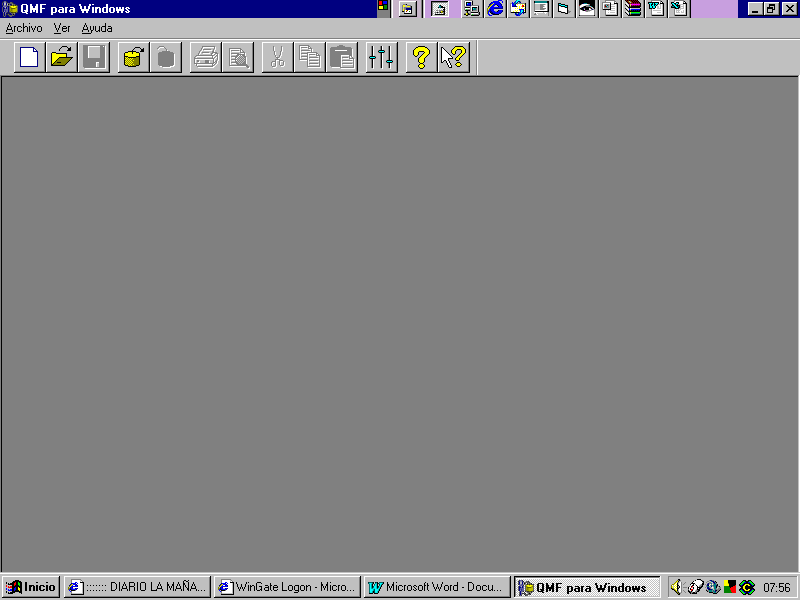 QMF para Windows
Archivo Ver Ayuda
Inicio ::::::: DIARIO LA MAÑA... WinGate Logon - Micro... Microsoft Word - Docu... QMF para Windows 07:56